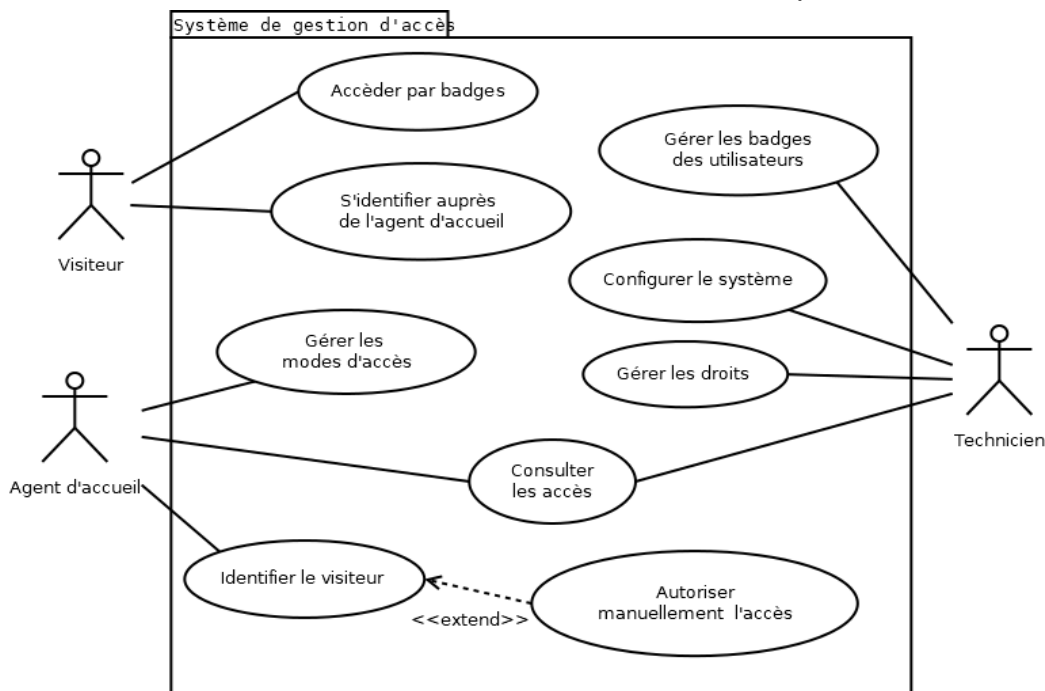 Système de gestion d'accès
Accèder par badges
Gérer les badges
des utilisateurs
S'identifier auprès
de l'agent d'accueil
Visiteur
Configurer le système
Gérer les
modes d'accès
Gérer les droits
Technicien
Agent d'accueil
Consulter
les accès
Identifier le visiteur
Autoriser
manuellement l'accès
<<extend>>